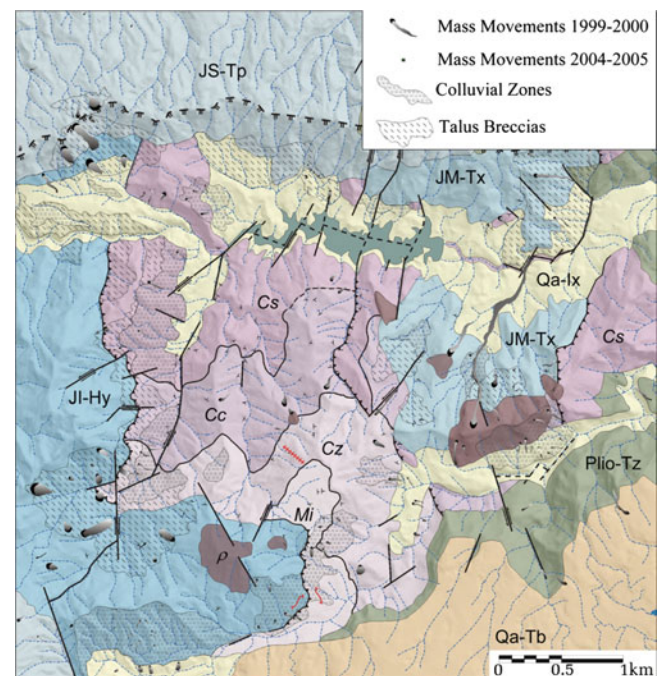 Mass Movements 1999-2000
Mass Movements 2004-2005
Colluvial Zones
Talus Breccias
JS-Tp
JM-Tx
Qa-Ix
Cs
JM-Tx
Cs
JI-Hy
Cc
Cz
Plio-Tz
Mi
ρ
Qa-Tb
0 0.5 1km